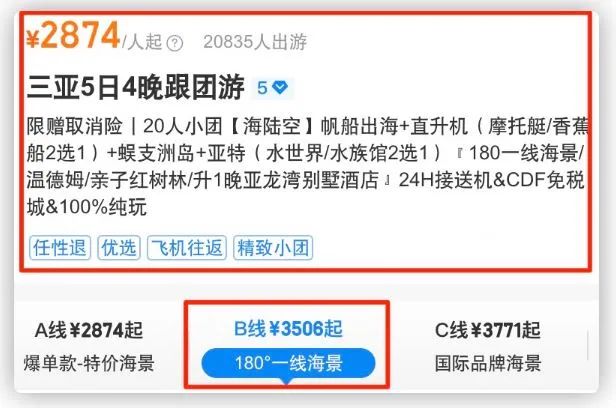 ¥2874/人起? 20835人出游
三亚5日4晚跟团游 5
限赠取消险丨20人小团【海陆空】帆船出海+直升机（摩托艇/香蕉
船2选1）+蜈支洲岛+亚特（水世界/水族馆2选1）『180一线海景/
温德姆/亲子红树林/升1晚亚龙湾别墅酒店』24H接送机&CDF免税
城&100%纯玩
任性退 优选 飞机往返 精致小团
A线¥2874起 B线¥3506起 C线¥3771起
爆单款-特价海景 180°一线海景 国际品牌海景